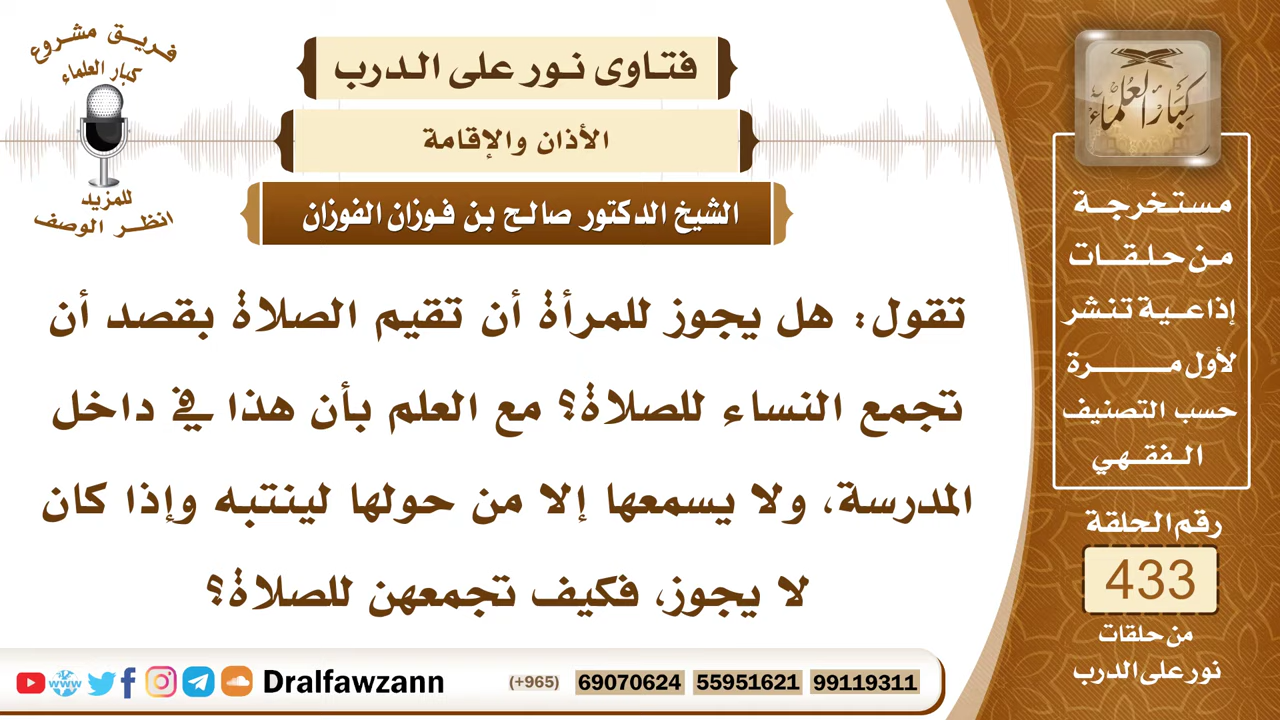 فريق مشروع
كبار العلماء
للمزيد
انظر الوصف
فتاوى نور على الدرب
الأذان والإقامة
الشيخ الدكتور صالح بن فوزان الفوزان
تقول: هل يجوز للمرأة أن تقيم الصلاة بقصد أن
تجمع النساء للصلاة؟ مع العلم بأن هذا في داخل
المدرسة، ولا يسمعها إلا من حولها لينتبه وإذا كان
لا يجوز، فكيف تجمعهن للصلاة؟
كبار العلماء
مستخرجة
من حلقات
إذاعية تنشر
لأول مرة
حسب التصنيف
الفقهي
رقم الحلقة
433
من حلقات
نور على الدرب
www Dralfawzann (+965) 69070624 55951621 99119311